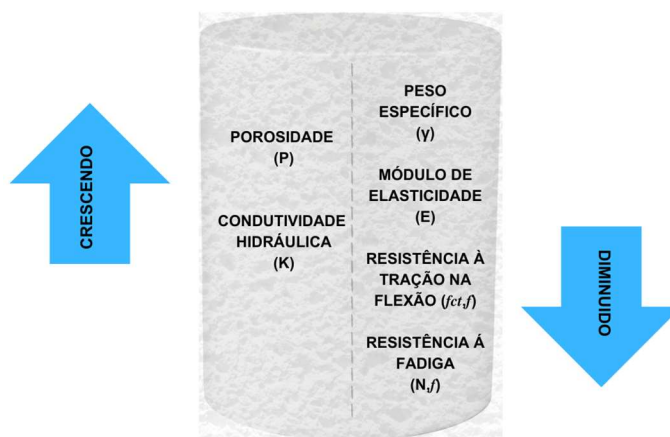 CRESCENDO
POROSIDADE
(P)
CONDUTIVIDADE
HIDRÁULICA
(K)
PESO
ESPECÍFICO
(γ)
MÓDULO DE
ELASTICIDADE
(E)
RESISTÊNCIA À
TRAÇÃO NA
FLEXÃO (fct,f)
RESISTÊNCIA Á
FADIGA
(N,f)
DIMINUIDO